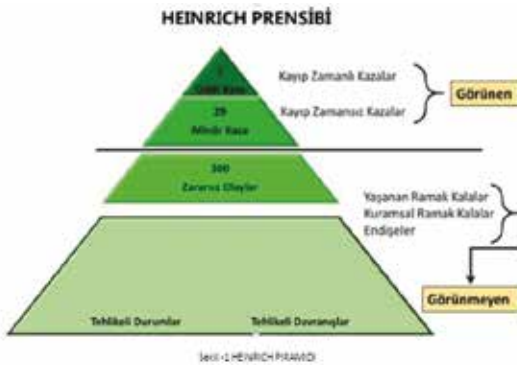 HEINRICH PRENSİBİ
1
Kaza
Kayıp Zamanlı Kazalar
Görünen
29
Minör Kaza
Kayıp Zamansız Kazalar
300
Zararsız Olaylar
Yaşanan Ramak Kalalar
Kuramsal Ramak Kalalar
Endişeler
Görünmeyen
Tehlikeli Durumlar
Tehlikeli Davranışlar
Şekil -1 HEINRICH PİRAMİDİ